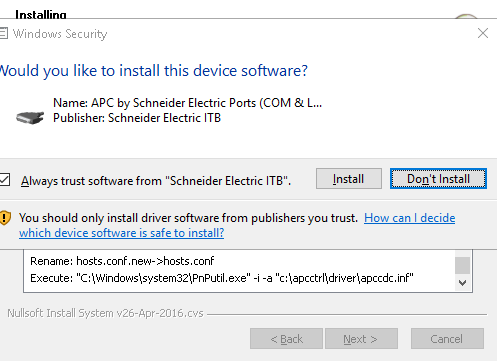 Installing
Windows Security
Would you like to install this device software?
Name: APC by Schneider Electric Ports (COM & L...
Publisher: Schneider Electric ITB
Always trust software from "Schneider Electric ITB".
Install
Don't Install
You should only install driver software from publishers you trust. How can I decide
which device software is safe to install?
Rename: hosts.conf.new->hosts.conf
Execute: "C:\Windows\system32\PnPutil.exe" -i -a "c:\apcctrl\driver\apccdc.inf"
Nullsoft Install System v26-Apr-2016.cvs
< Back
Next >
Cancel